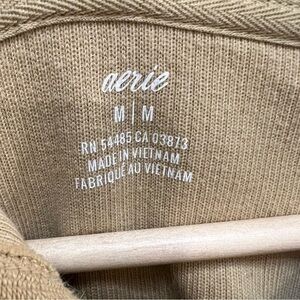 aerie
M | M
RN 54485 CA 03813
MADE IN VIETNAM
FABRIQUÉ AU VIETNAM